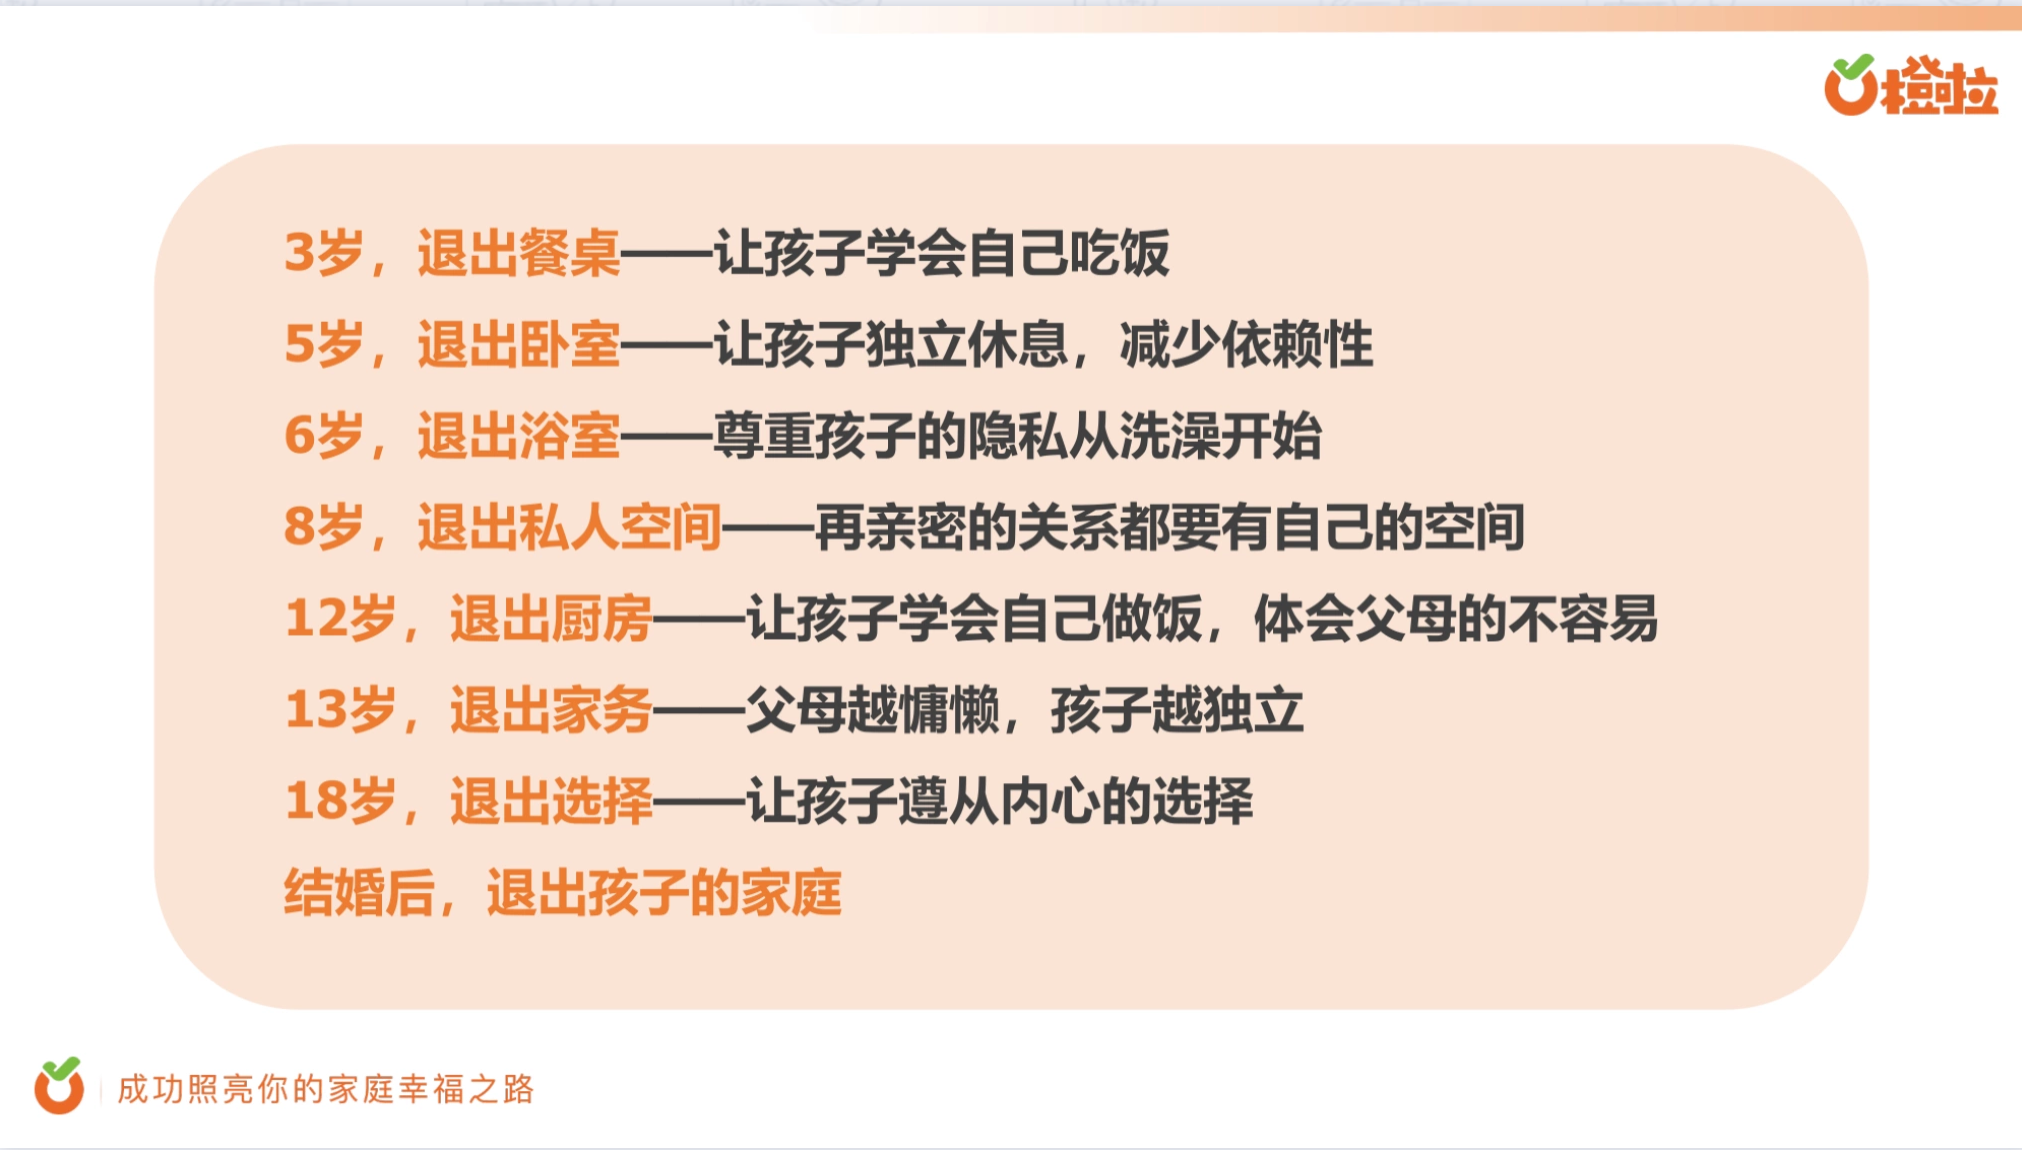 橙啦
3岁，退出餐桌——让孩子学会自己吃饭
5岁，退出卧室——让孩子独立休息，减少依赖性
6岁，退出浴室——尊重孩子的隐私从洗澡开始
8岁，退出私人空间——再亲密的关系都要有自己的空间
12岁，退出厨房——让孩子学会自己做饭，体会父母的不容易
13岁，退出家务——父母越慵懒，孩子越独立
18岁，退出选择——让孩子遵从内心的选择
结婚后，退出孩子的家庭
成功照亮你的家庭幸福之路